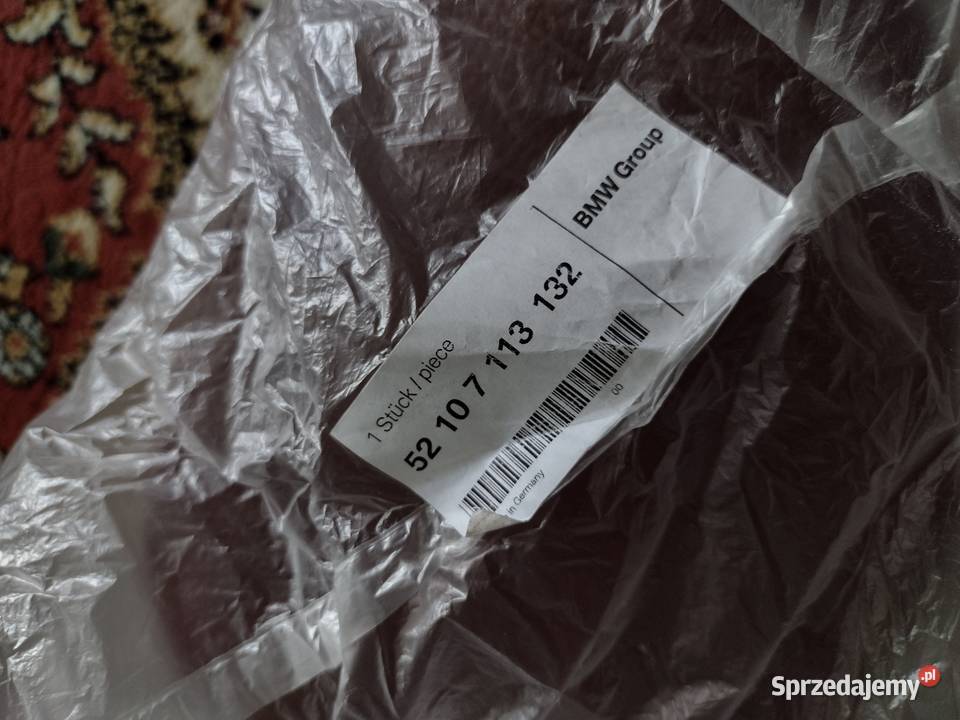 BMW Group
1 Stück / piece
52 10 7 113 132
00
in Germany
Sprzedajemy.pl